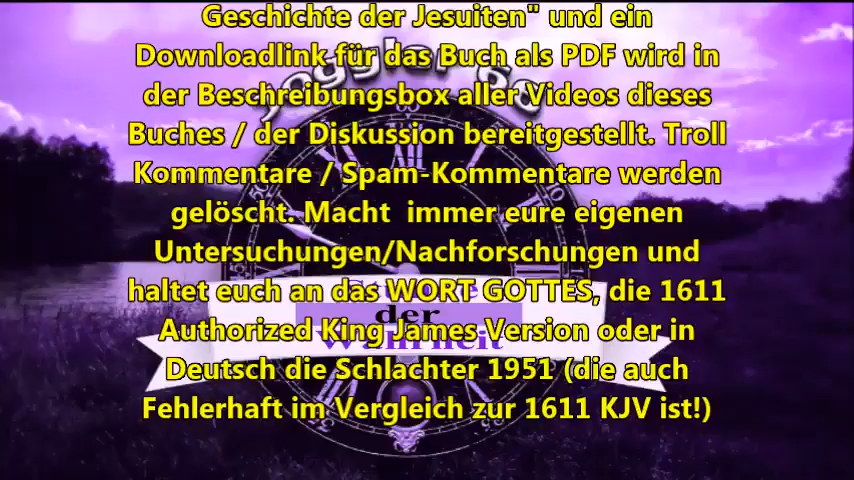 Geschichte der Jesuiten" und ein
Downloadlink für das Buch als PDF wird in
der Beschreibungsbox aller Videos dieses
Buches / der Diskussion bereitgestellt. Troll
Kommentare / Spam-Kommentare werden
gelöscht. Macht immer eure eigenen
Untersuchungen/Nachforschungen und
haltet euch an das WORT GOTTES, die 1611
der
Authorized King James Version oder in
Deutsch die Schlachter 1951 (die auch
Fehlerhaft im Vergleich zur 1611 KJV ist!)